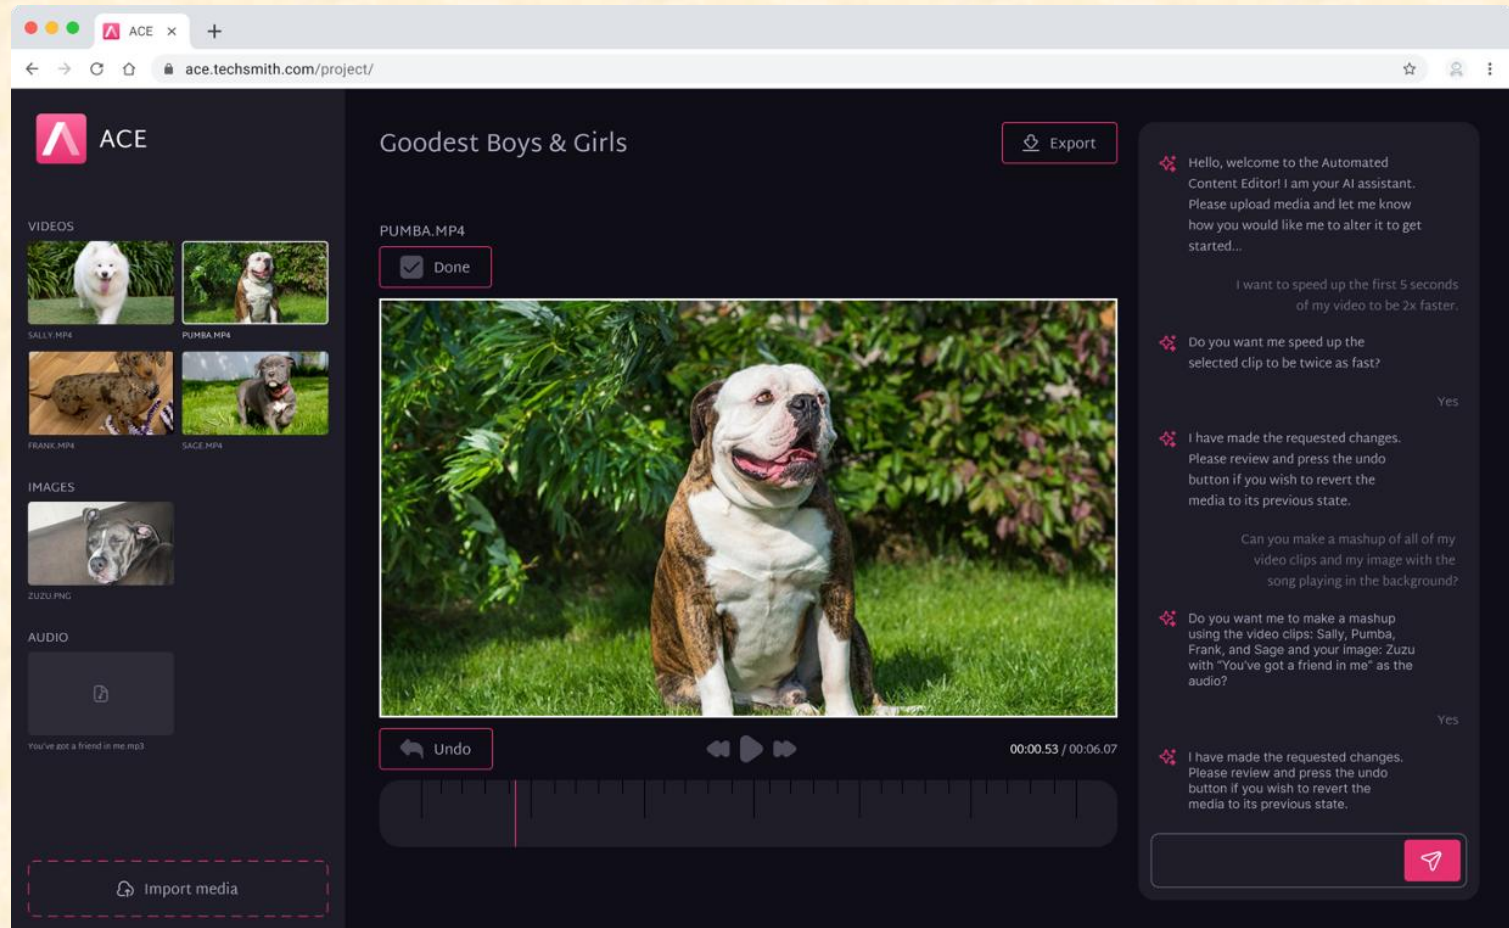 ACE
ace.techsmith.com/project/
ACE
VIDEOS
SALLY.MP4
PUMBA.MP4
FRANK.MP4
SAGE.MP4
IMAGES
ZUZU.PNG
AUDIO
You've got a friend in me.mp3
Import media
Goodest Boys & Girls
Export
PUMBA.MP4
Done
Undo
00:00.53 / 00:06.07
Hello, welcome to the Automated
Content Editor! I am your AI assistant.
Please upload media and let me know
how you would like me to alter it to get
started...
I want to speed up the first 5 seconds
of my video to be 2x faster.
Do you want me speed up the
selected clip to be twice as fast?
Yes
I have made the requested changes.
Please review and press the undo
button if you wish to revert the
media to its previous state.
Can you make a mashup of all of my
video clips and my image with the
song playing in the background?
Do you want me to make a mashup
using the video clips: Sally, Pumba,
Frank, and Sage and your image: Zuzu
with "You've got a friend in me" as the
audio?
Yes
I have made the requested changes.
Please review and press the undo
button if you wish to revert the
media to its previous state.